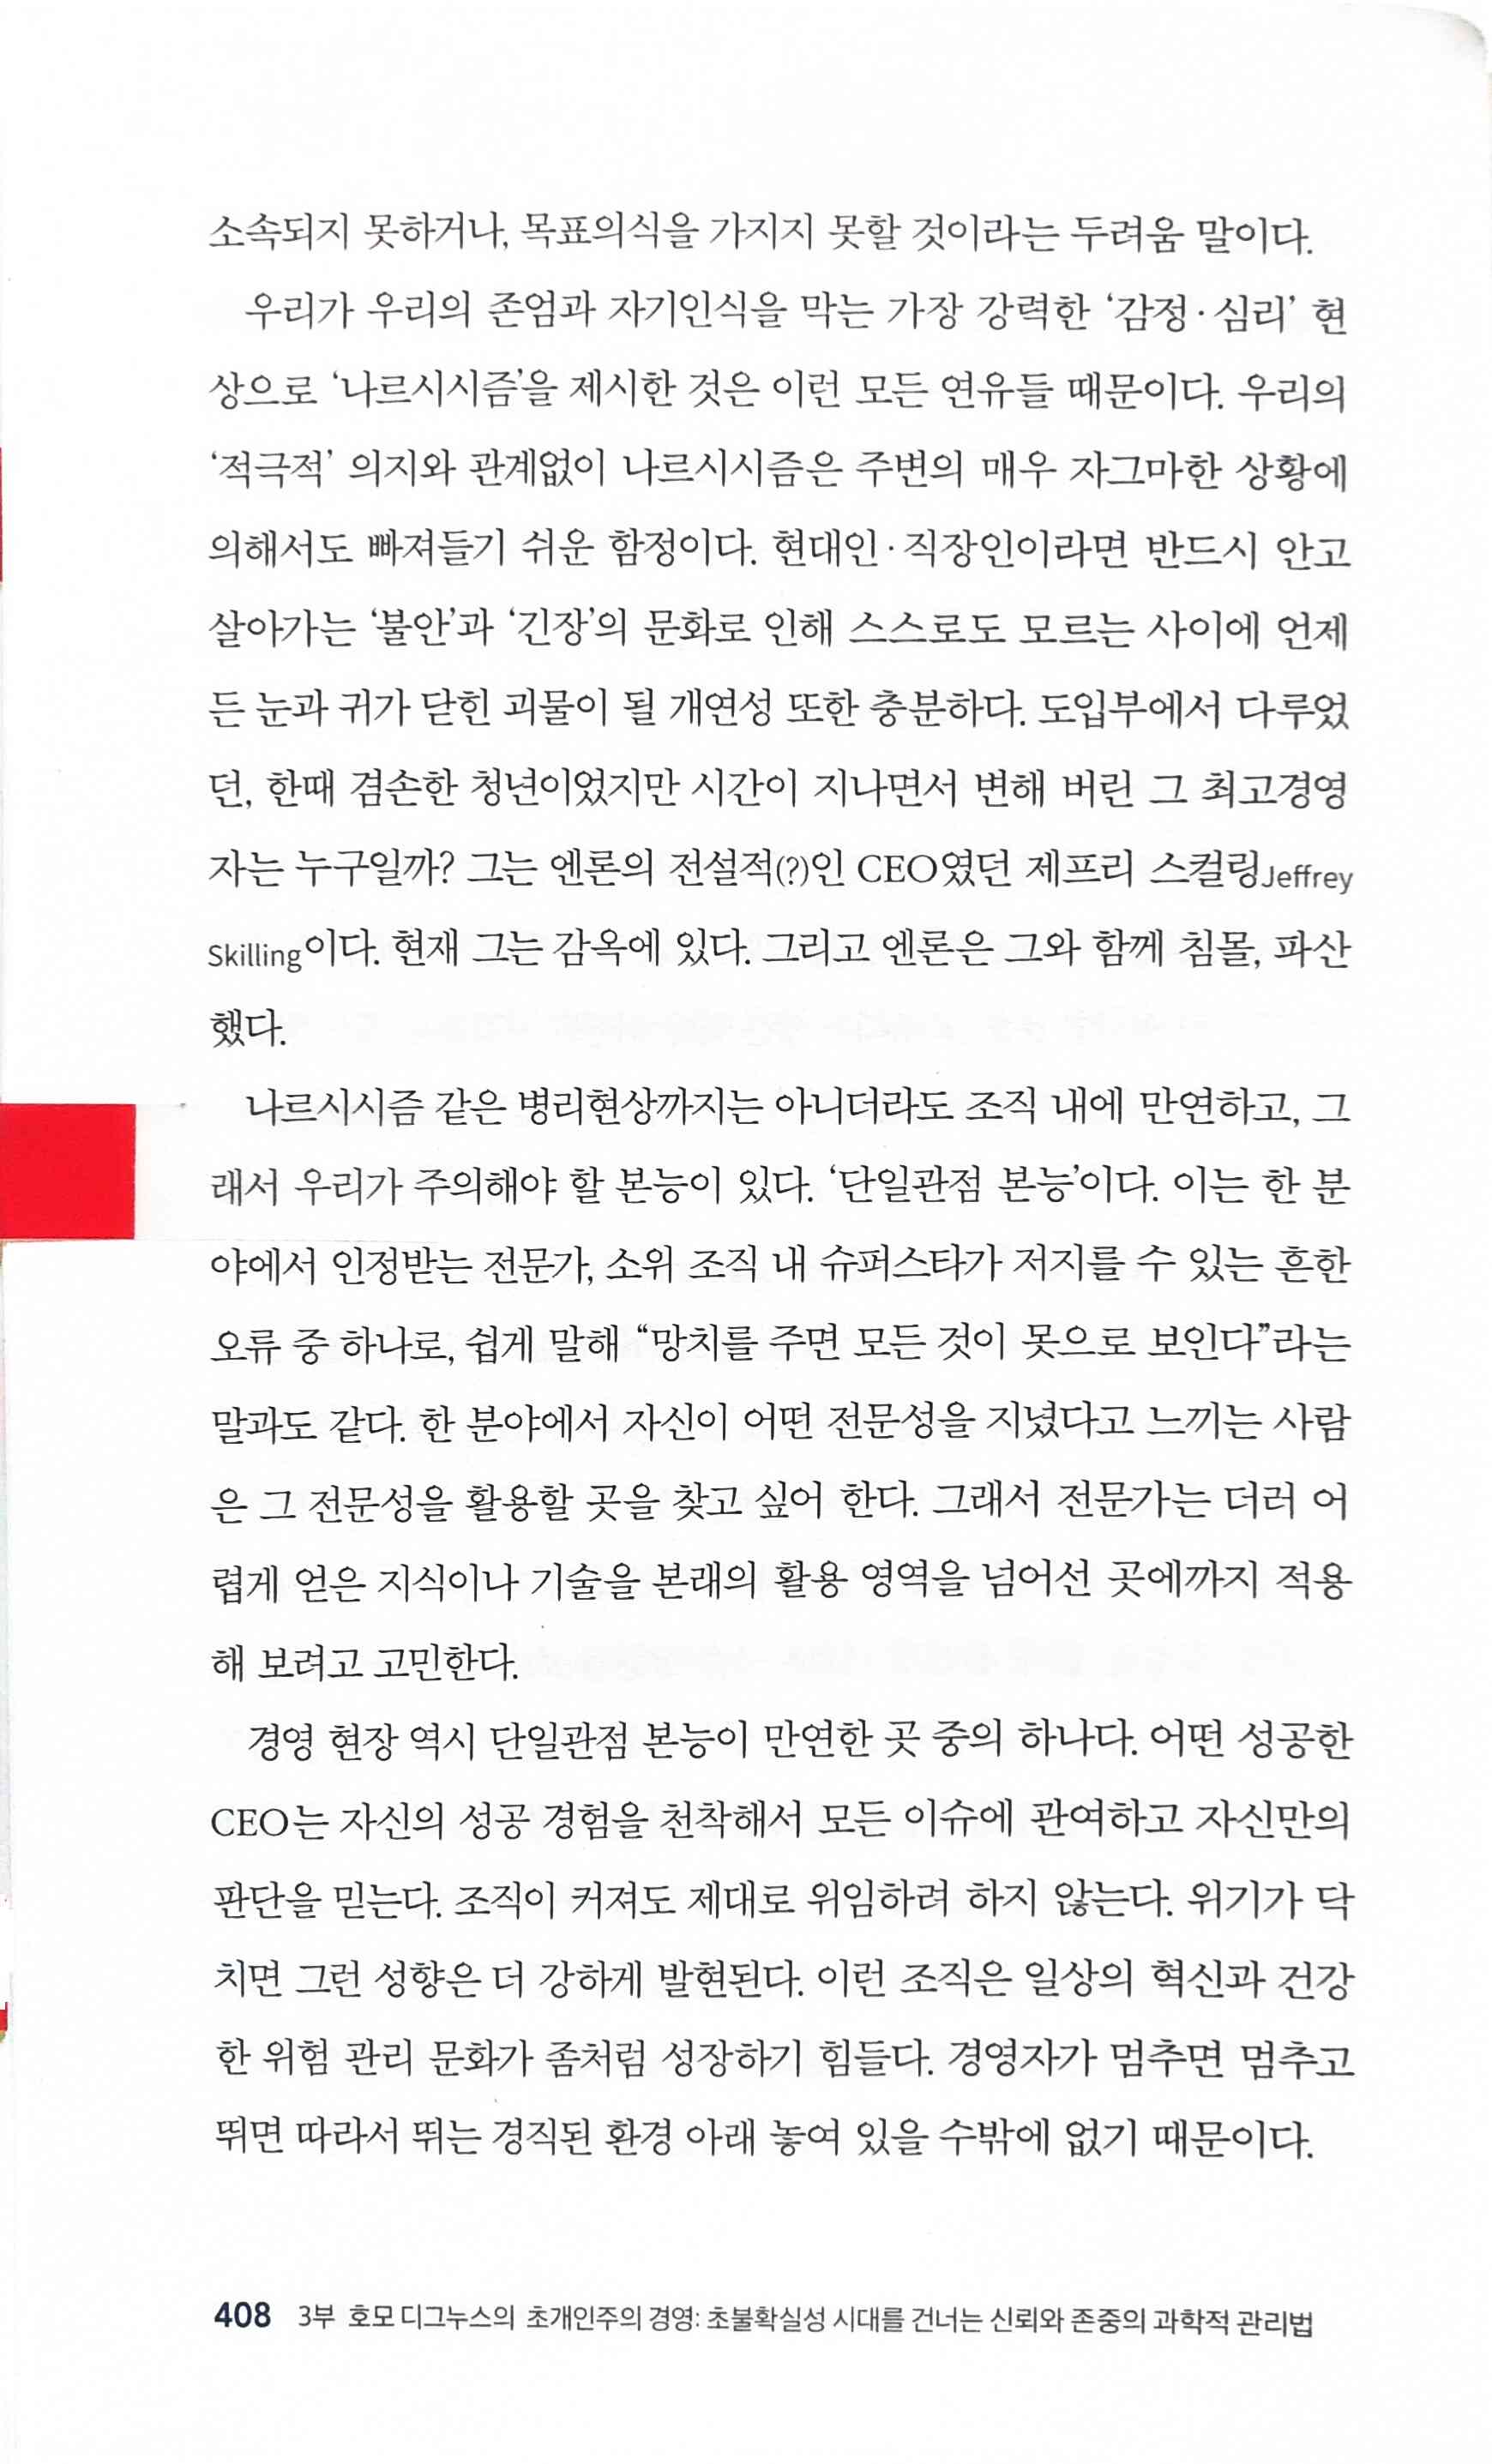 소속되지 못하거나, 목표의식을 가지지 못할 것이라는 두려움 말이다.
우리가 우리의 존엄과 자기인식을 막는 가장 강력한 ‘감정·심리’ 현
상으로 ‘나르시시즘’을 제시한 것은 이런 모든 연유들 때문이다. 우리의
‘적극적’ 의지와 관계없이 나르시시즘은 주변의 매우 자그마한 상황에
의해서도 빠져들기 쉬운 함정이다. 현대인·직장인이라면 반드시 안고
살아가는 ‘불안’과 ‘긴장’의 문화로 인해 스스로도 모르는 사이에 언제
든 눈과 귀가 닫힌 괴물이 될 개연성 또한 충분하다. 도입부에서 다루었
던, 한때 겸손한 청년이었지만 시간이 지나면서 변해 버린 그 최고경영
자는 누구일까? 그는 엔론의 전설적(?)인 CEO였던 제프리 스컬링Jeffrey
Skilling이다. 현재 그는 감옥에 있다. 그리고 엔론은 그와 함께 침몰, 파산
했다.
나르시시즘 같은 병리현상까지는 아니더라도 조직 내에 만연하고, 그
래서 우리가 주의해야 할 본능이 있다. ‘단일관점 본능’이다. 이는 한 분
야에서 인정받는 전문가, 소위 조직 내 슈퍼스타가 저지를 수 있는 흔한
오류 중 하나로, 쉽게 말해 “망치를 주면 모든 것이 못으로 보인다”라는
말과도 같다. 한 분야에서 자신이 어떤 전문성을 지녔다고 느끼는 사람
은 그 전문성을 활용할 곳을 찾고 싶어 한다. 그래서 전문가는 더러 어
렵게 얻은 지식이나 기술을 본래의 활용 영역을 넘어선 곳에까지 적용
해 보려고 고민한다.
경영 현장 역시 단일관점 본능이 만연한 곳 중의 하나다. 어떤 성공한
CEO는 자신의 성공 경험을 천착해서 모든 이슈에 관여하고 자신만의
판단을 믿는다. 조직이 커져도 제대로 위임하려 하지 않는다. 위기가 닥
치면 그런 성향은 더 강하게 발현된다. 이런 조직은 일상의 혁신과 건강
한 위험 관리 문화가 좀처럼 성장하기 힘들다. 경영자가 멈추면 멈추고
뛰면 따라서 뛰는 경직된 환경 아래 놓여 있을 수밖에 없기 때문이다.
408 3부 호모 디그누스의 초개인주의 경영: 초불확실성 시대를 건너는 신뢰와 존중의 과학적 관리법